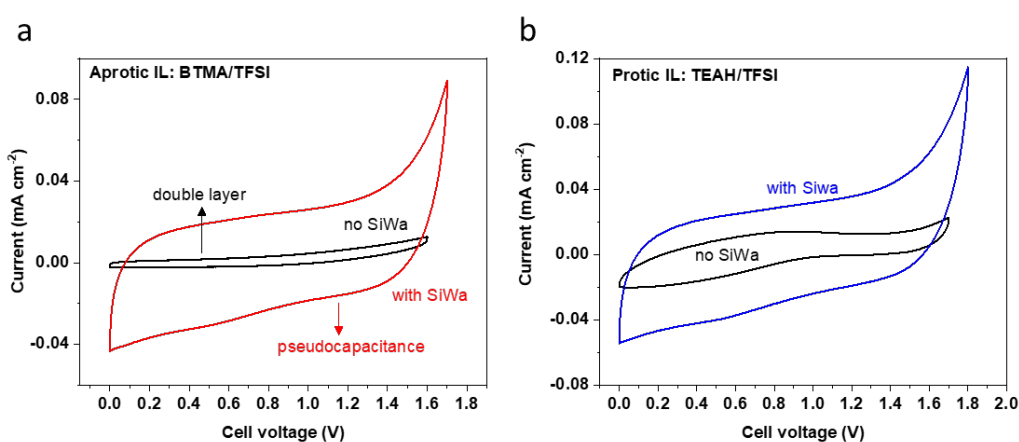 a
Aprotic IL: BTMA/TFSI
0.08
0.04
0.00
-0.04
Current (mA cm-2)
double layer
no SiWa
with SiWa
pseudocapacitance
0.0 0.2 0.4 0.6 0.8 1.0 1.2 1.4 1.6 1.8
Cell voltage (V)
b
Protic IL: TEAH/TFSI
0.12
0.08
0.04
0.00
-0.04
-0.08
Current (mA cm-2)
with Siwa
no SiWa
0.0 0.2 0.4 0.6 0.8 1.0 1.2 1.4 1.6 1.8 2.0
Cell voltage (V)